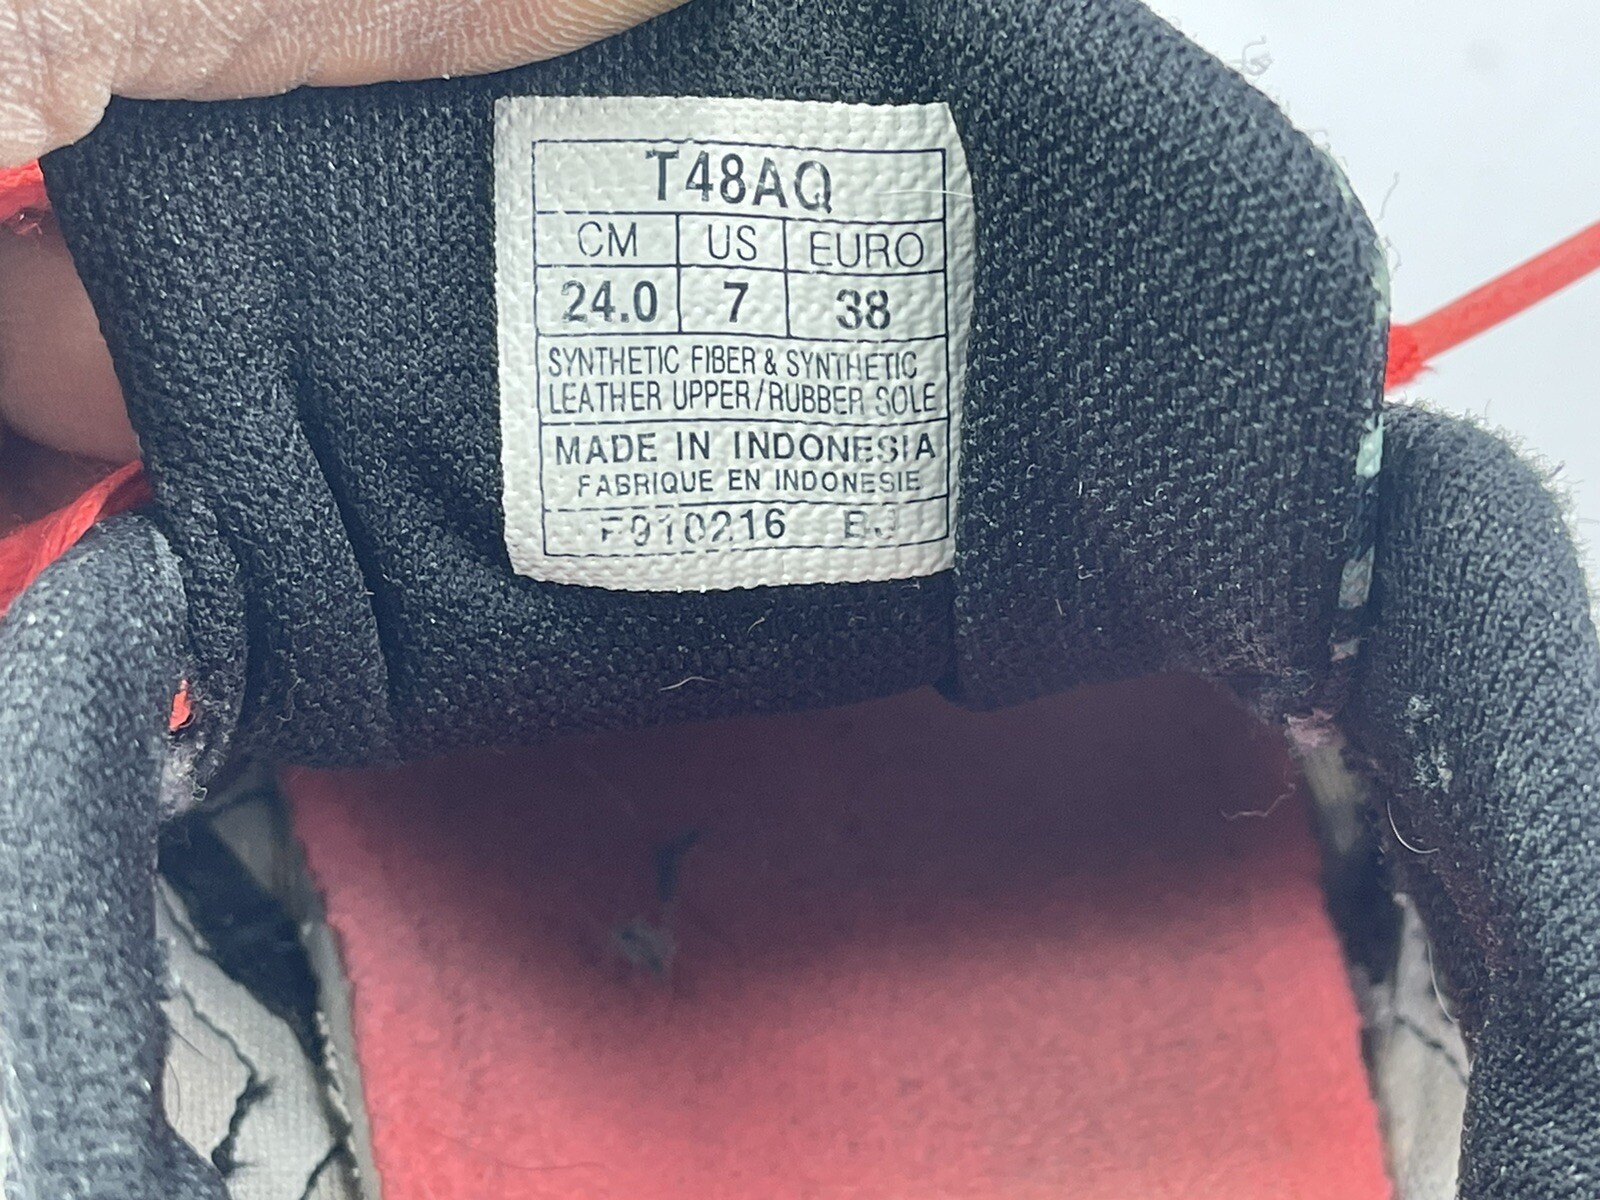 T48AQ
CM US EURO
24.0 7 38
SYNTHETIC FIBER & SYNTHETIC
LEATHER UPPER/RUBBER SOLE
MADE IN INDONESIA
FABRIQUE EN INDONESIE
F910216